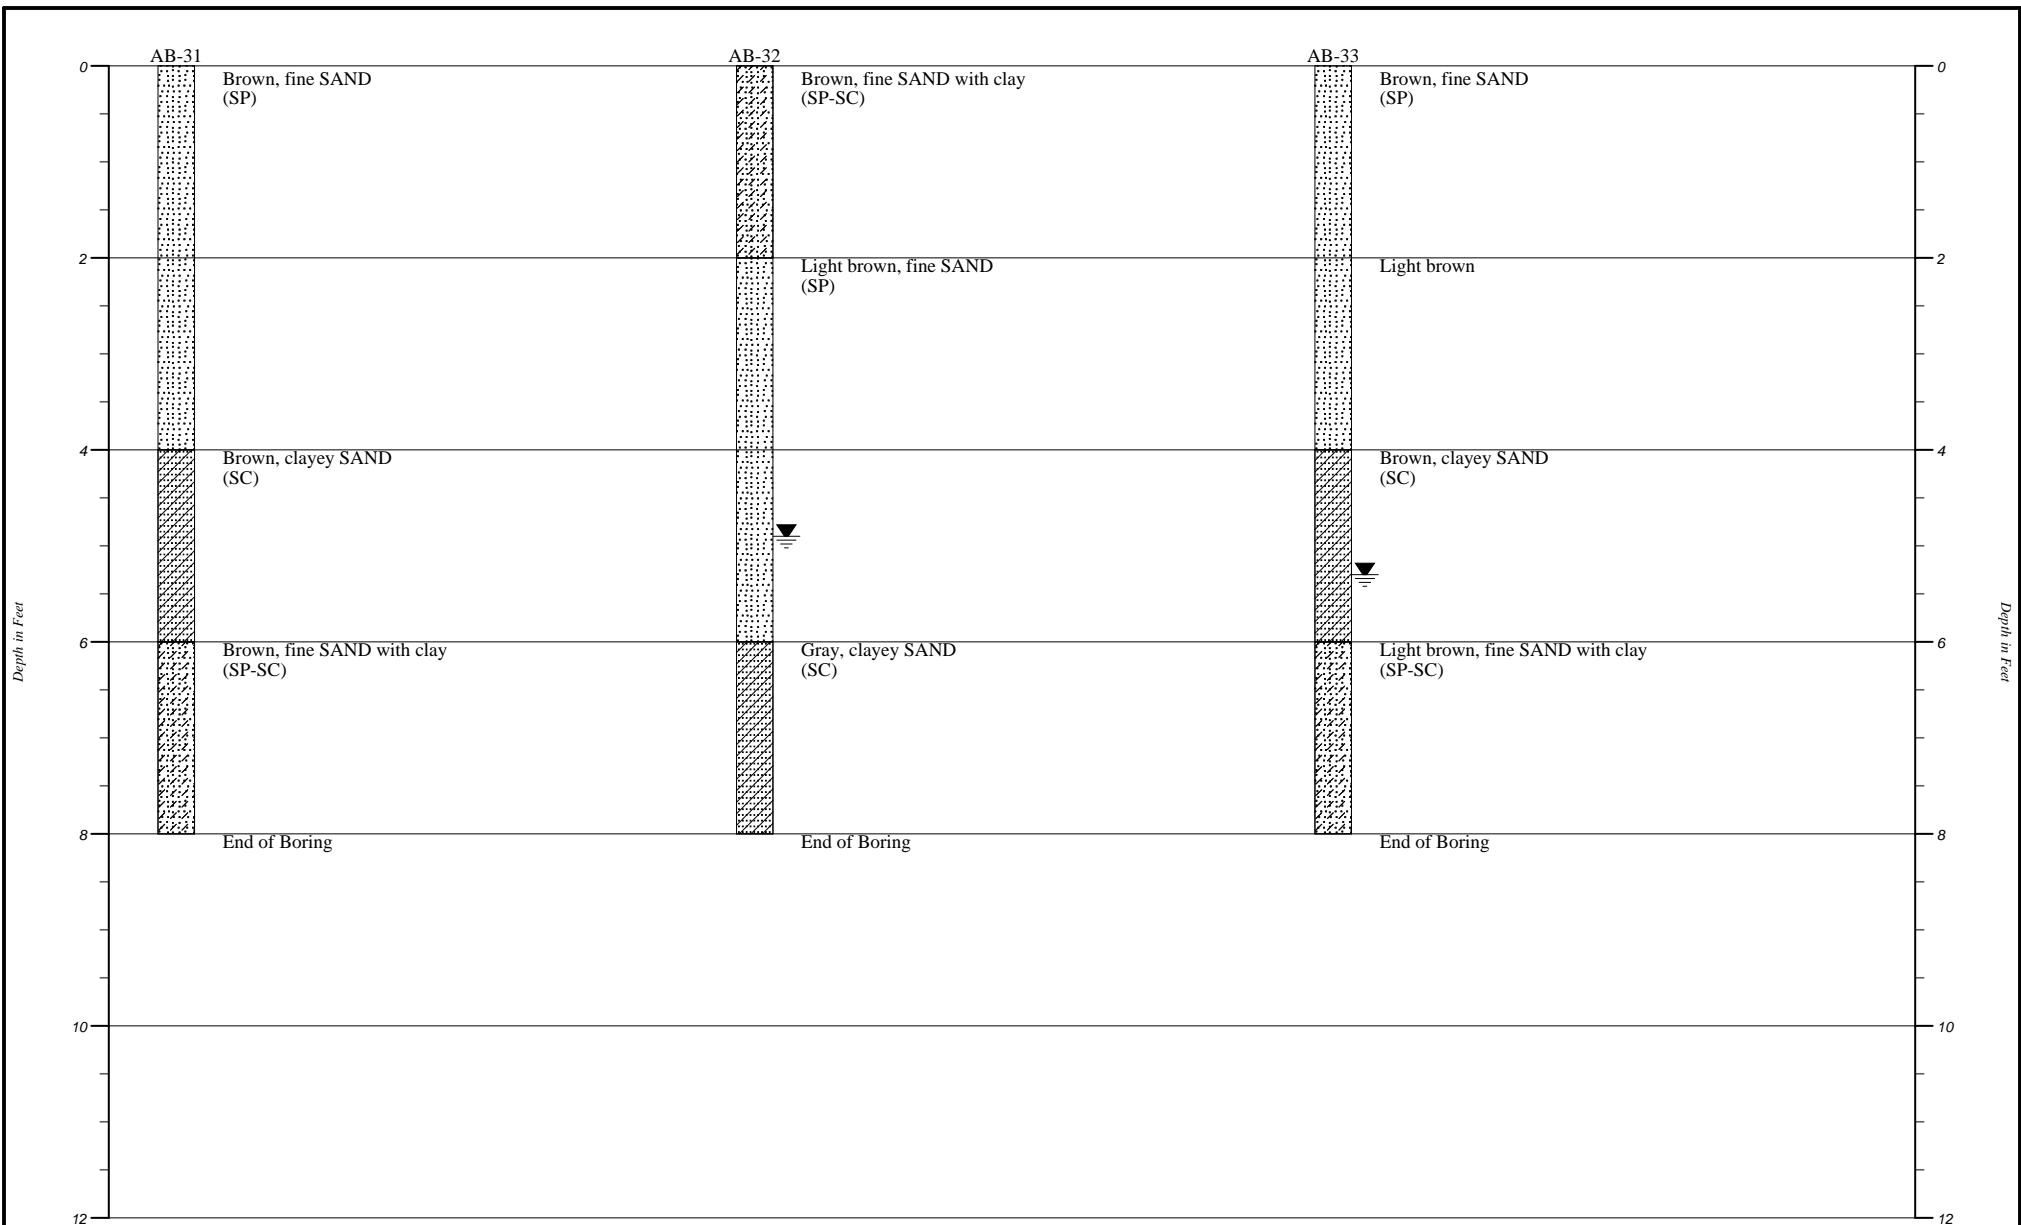 AB-31
AB-32
AB-33
0
Brown, fine SAND
(SP)
Brown, fine SAND with clay
(SP-SC)
Brown, fine SAND
(SP)
0
2
Light brown, fine SAND
(SP)
Light brown
2
4
Brown, clayey SAND
(SC)
Brown, clayey SAND
(SC)
4
Depth in Feet
Depth in Feet
6
Brown, fine SAND with clay
(SP-SC)
Gray, clayey SAND
(SC)
Light brown, fine SAND with clay
(SP-SC)
6
8
End of Boring
End of Boring
End of Boring
8
10
10
12
12